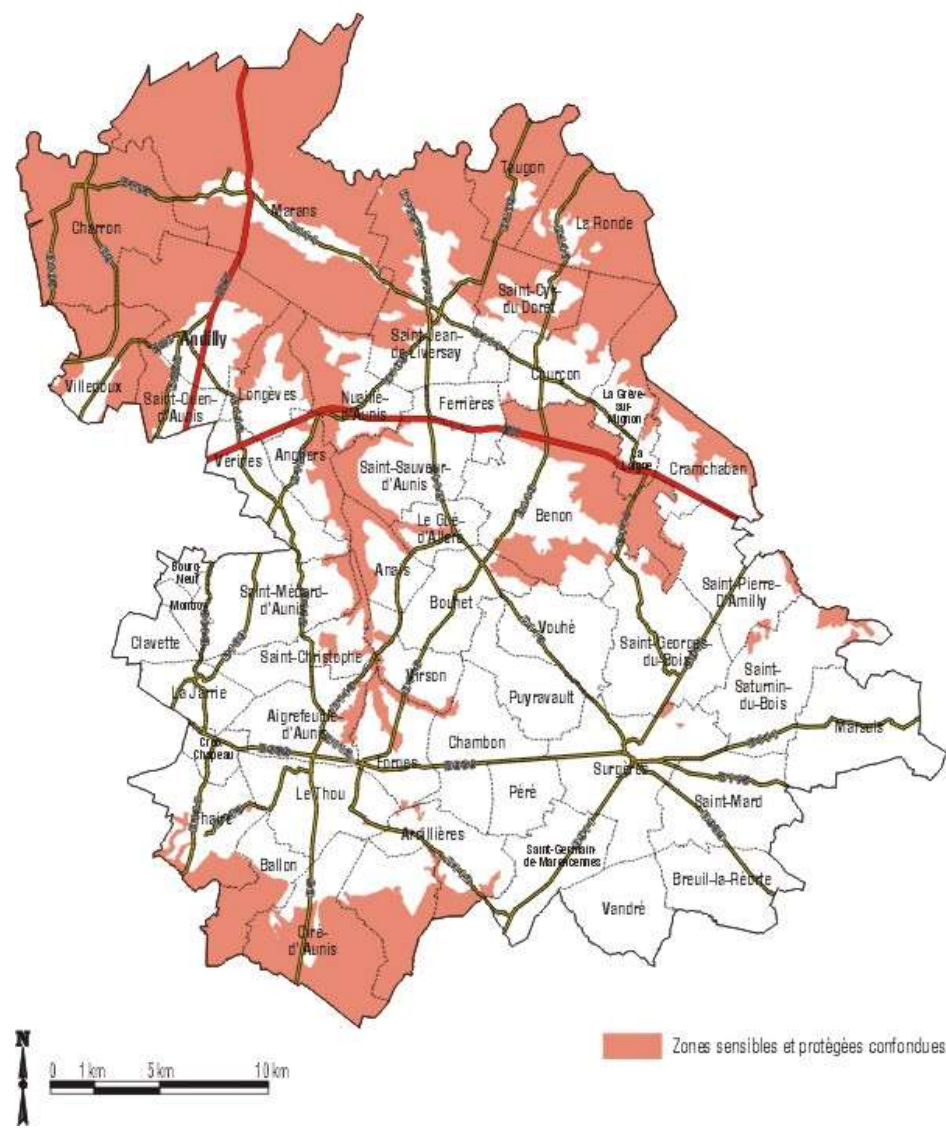 Taugon
La Ronde
Marans
Charron
Saint-Cyr-
du Doret
Andilly
Saint-Jean-
de-Liversay
Courçon
Villedoux
Saint-Ouen-
d'Aunis
Longèves
Nuaillé-
d'Aunis
Ferrières
La Grève-
sur-
Mignon
Vérines
Angliers
Saint-Sauveur-
d'Aunis
La
Laigne
Cramchaban
Benon
Le Gué-
d'Alleré
Bourg-
Neuf
Anais
Montroy
Saint-Médard-
d'Aunis
Bouhet
Saint-Pierre-
D'Amilly
Clavette
Vouhé
Saint-Georges-
du-Bois
Saint-Christophe
Virson
Saint-
Saturnin-
du-Bois
La Jarrie
Puyravault
Aigrefeuille-
d'Aunis
Marsais
Croix-
Chapeau
Chambon
Forges
Surgères
Le Thou
Péré
Saint-Mard
Thairé
Ardillières
Ballon
Saint-Germain-
de-Marencennes
Breuil-la-Réorte
Vandré
Ciré-
d'Aunis
N
0 1 km 5 km 10 km
Zones sensibles et protégées confondues